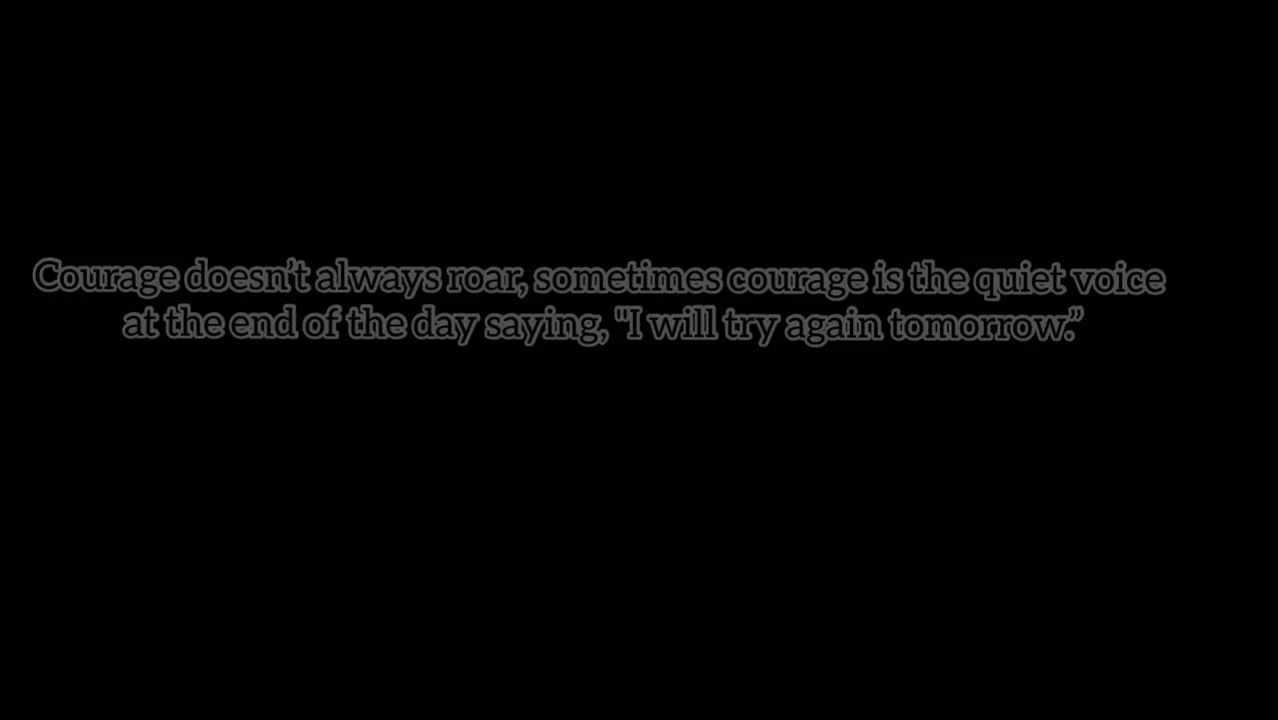 Courage doesn’t always roar, sometimes courage is the quiet voice
at the end of the day saying, "I will try again tomorrow.”